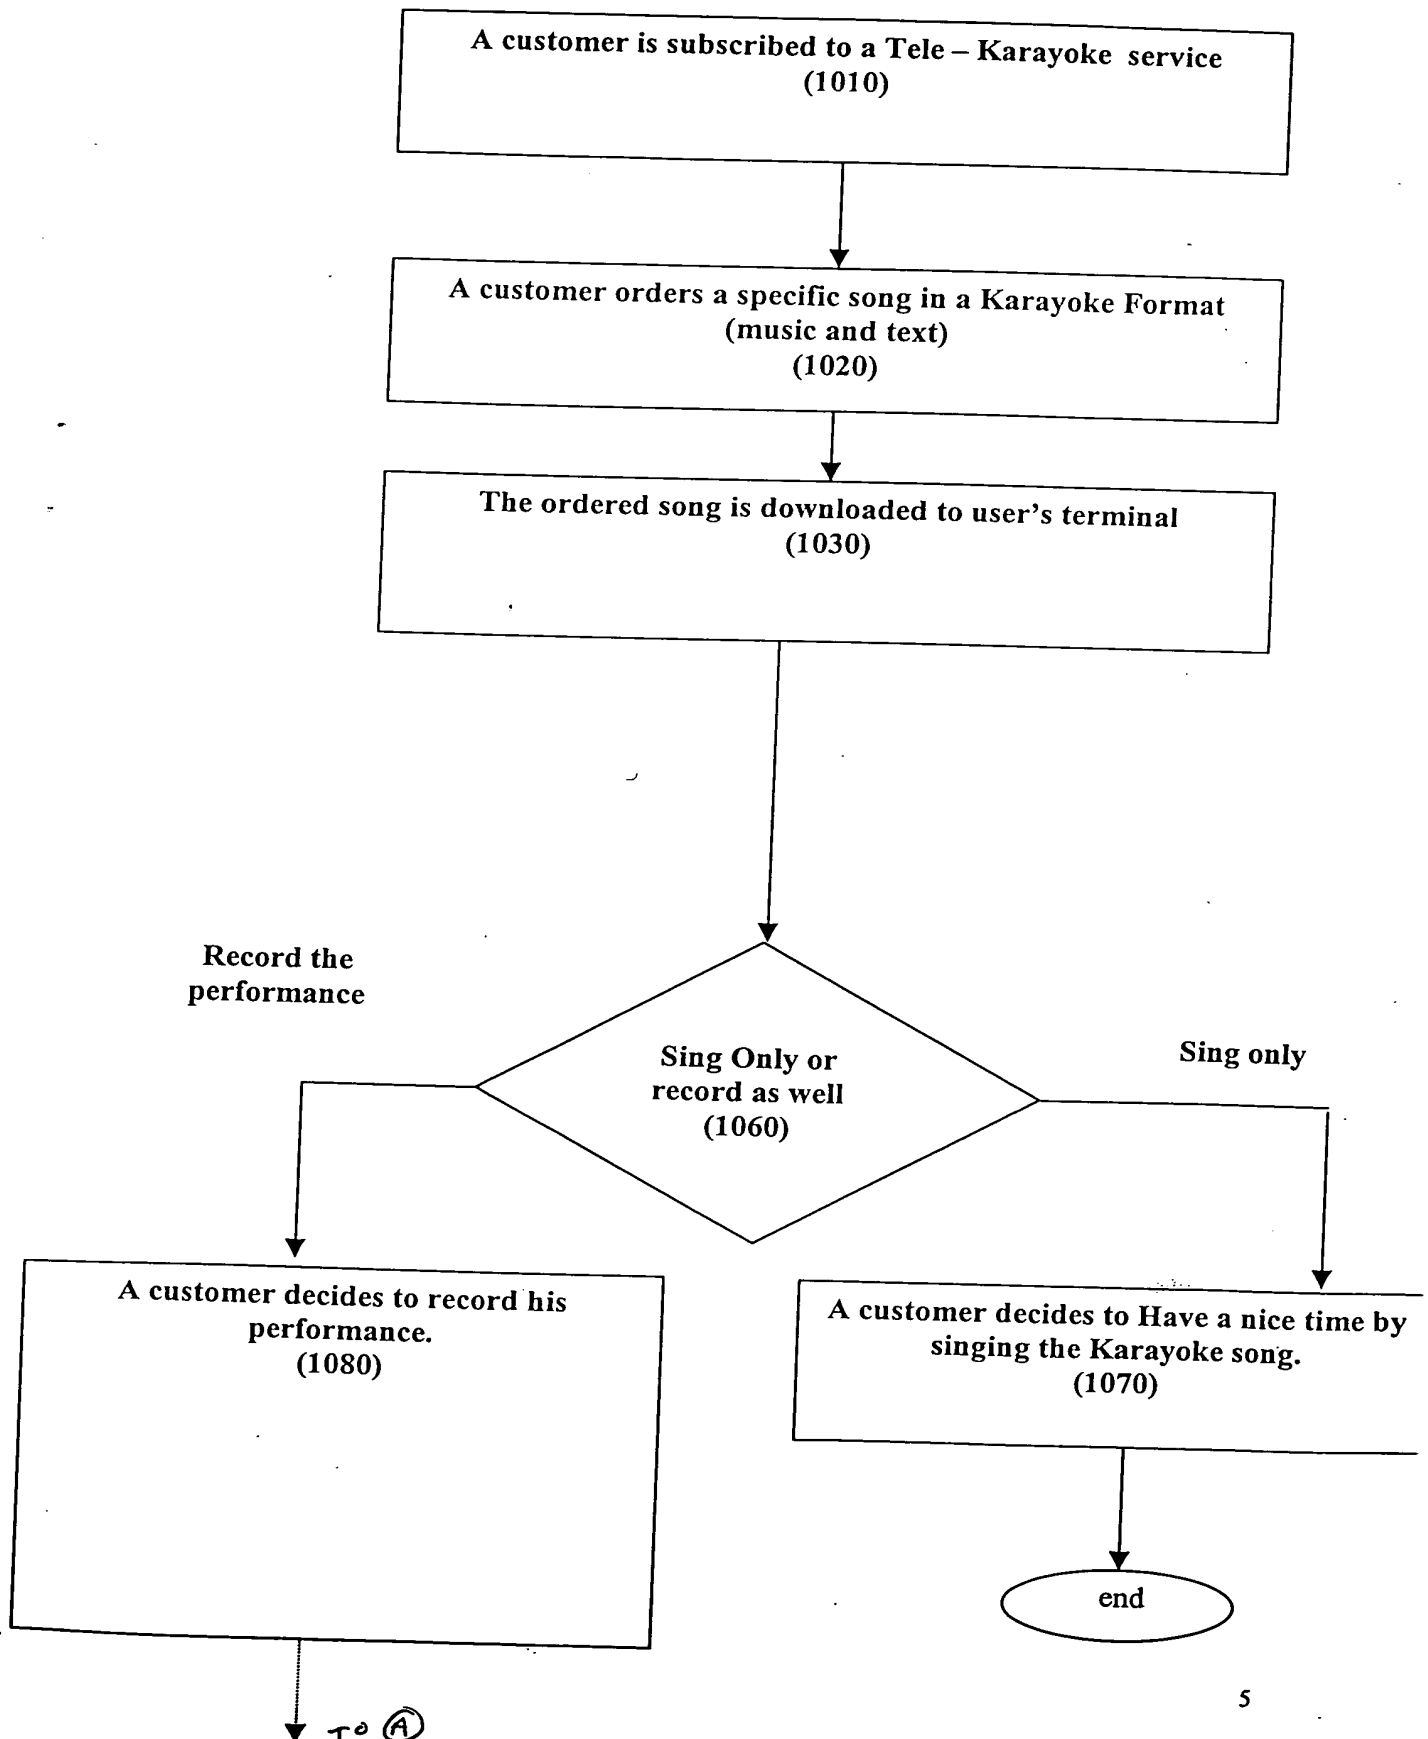 A customer is subscribed to a Tele – Karayoke service
(1010)
A customer orders a specific song in a Karayoke Format
(music and text)
(1020)
The ordered song is downloaded to user's terminal
(1030)
Record the
performance
Sing Only or
record as well
(1060)
Sing only
A customer decides to record his
performance.
(1080)
A customer decides to Have a nice time by
singing the Karayoke song.
(1070)
end
5
TO A